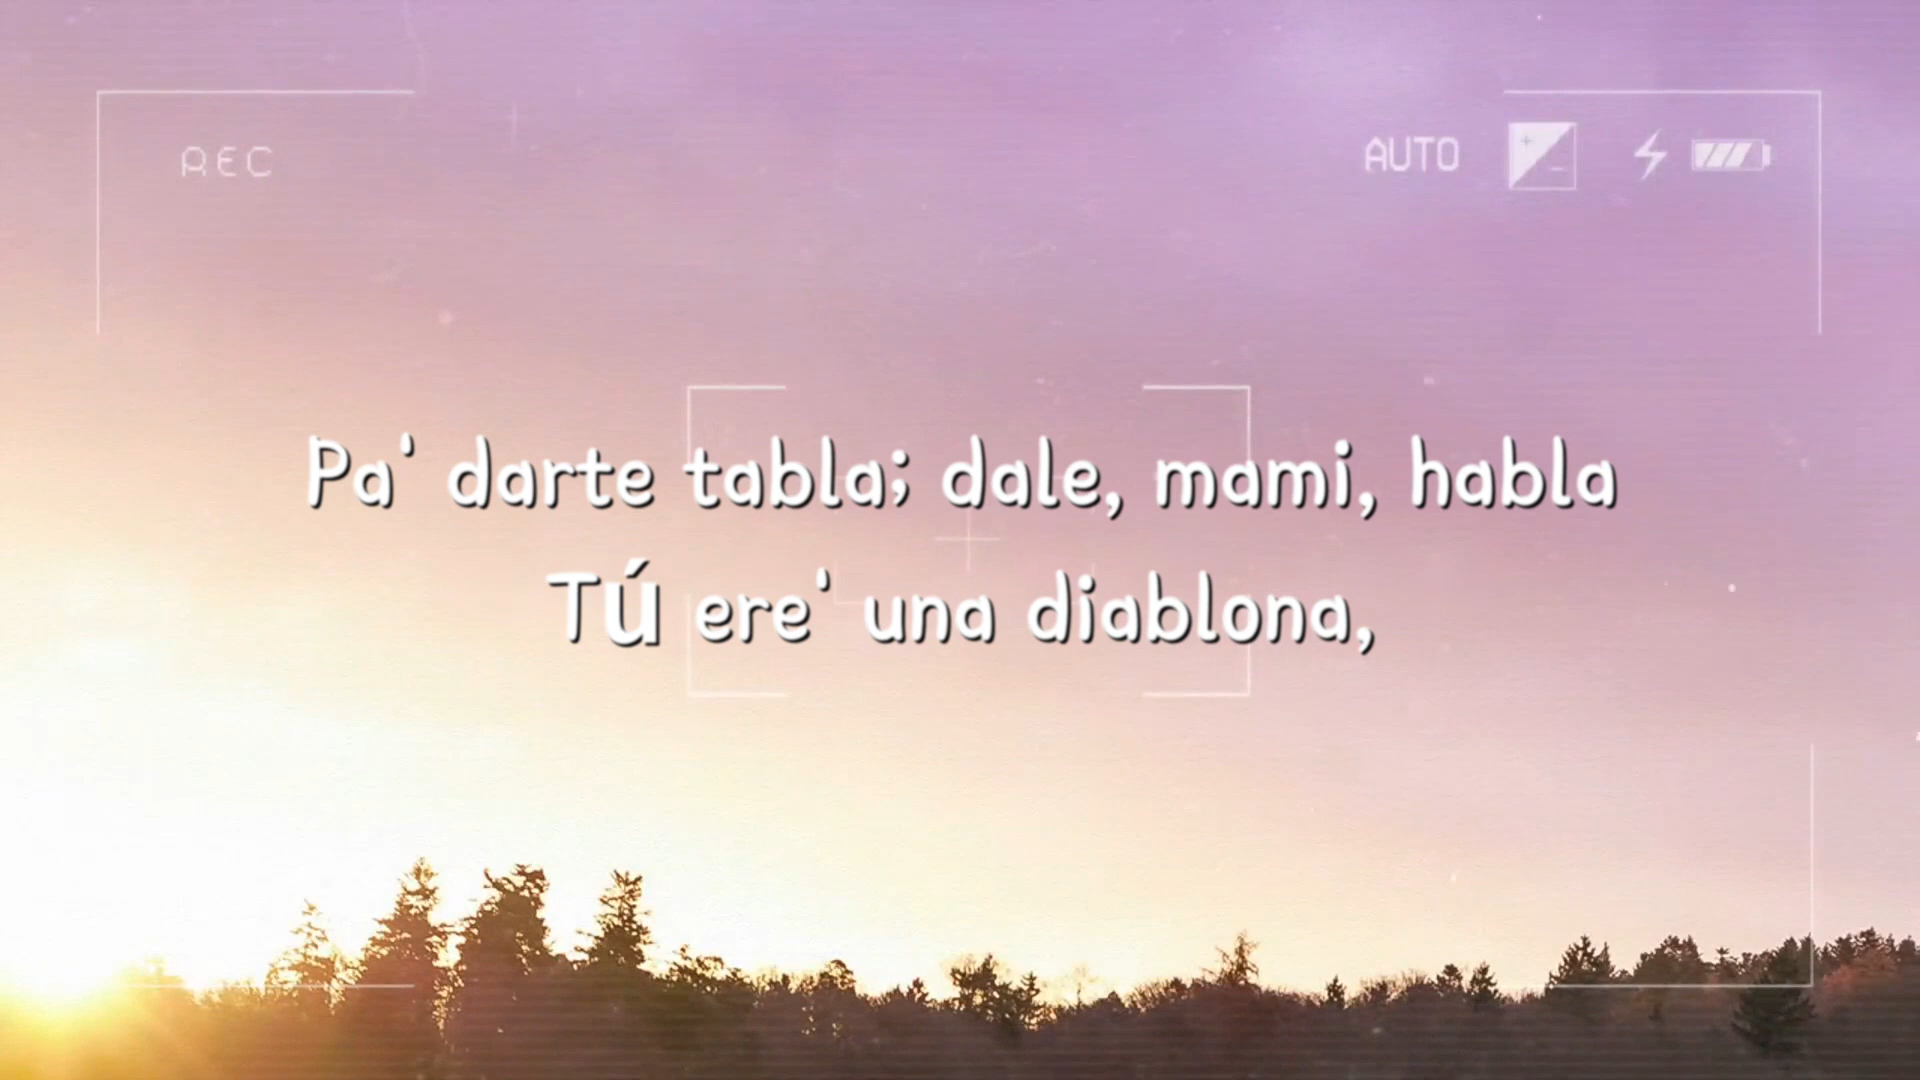 REC
AUTO
Pa' darte tabla; dale, mami, habla
Tú ere' una diablona,